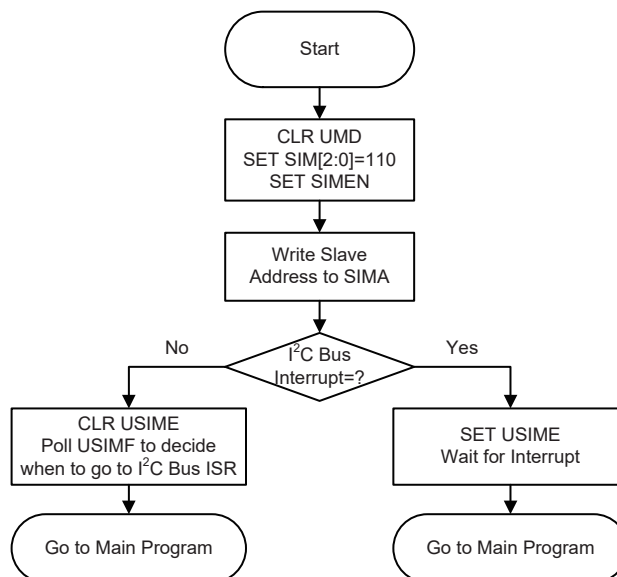 Start
CLR UMD
SET SIM[2:0]=110
SET SIMEN
Write Slave
Address to SIMA
No
I²C Bus
Interrupt=?
Yes
CLR USIME
Poll USIMF to decide
when to go to I²C Bus ISR
SET USIME
Wait for Interrupt
Go to Main Program
Go to Main Program